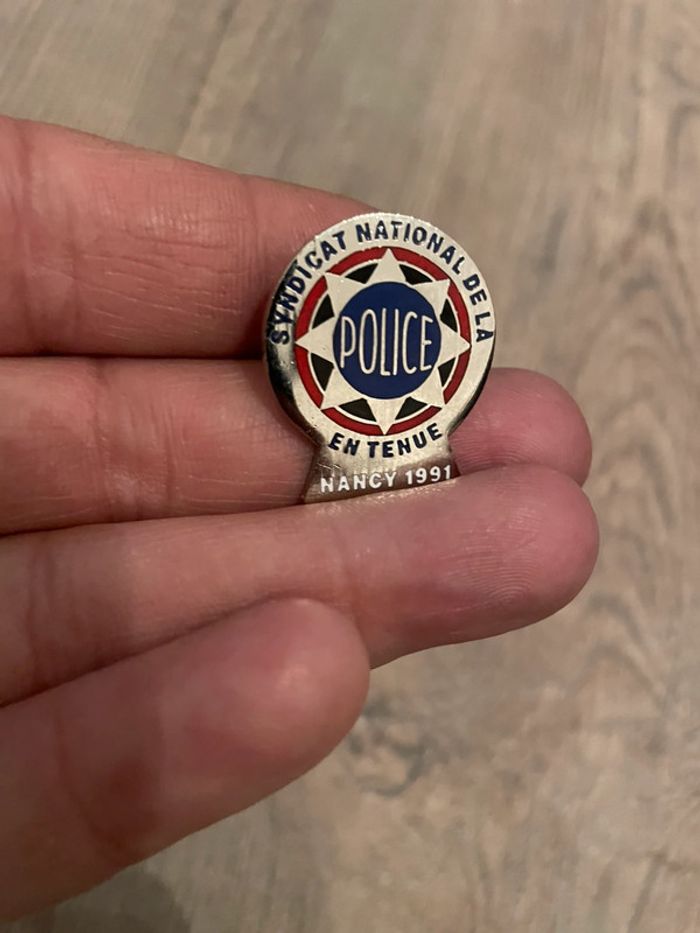 SYNDICAT NATIONAL DE LA
POLICE
EN TENUE
NANCY 1991